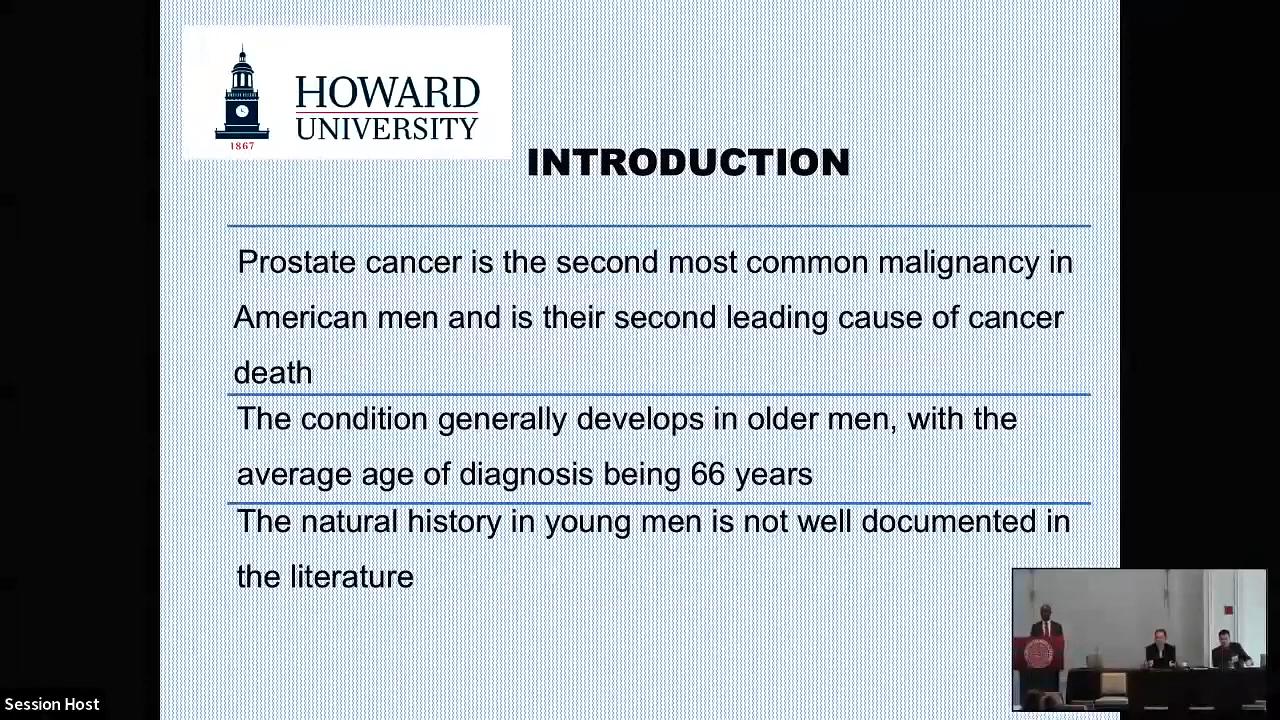 HOWARD
UNIVERSITY
1867
INTRODUCTION
Prostate cancer is the second most common malignancy in
American men and is their second leading cause of cancer
death
The condition generally develops in older men, with the
average age of diagnosis being 66 years
The natural history in young men is not well documented in
the literature
Session Host